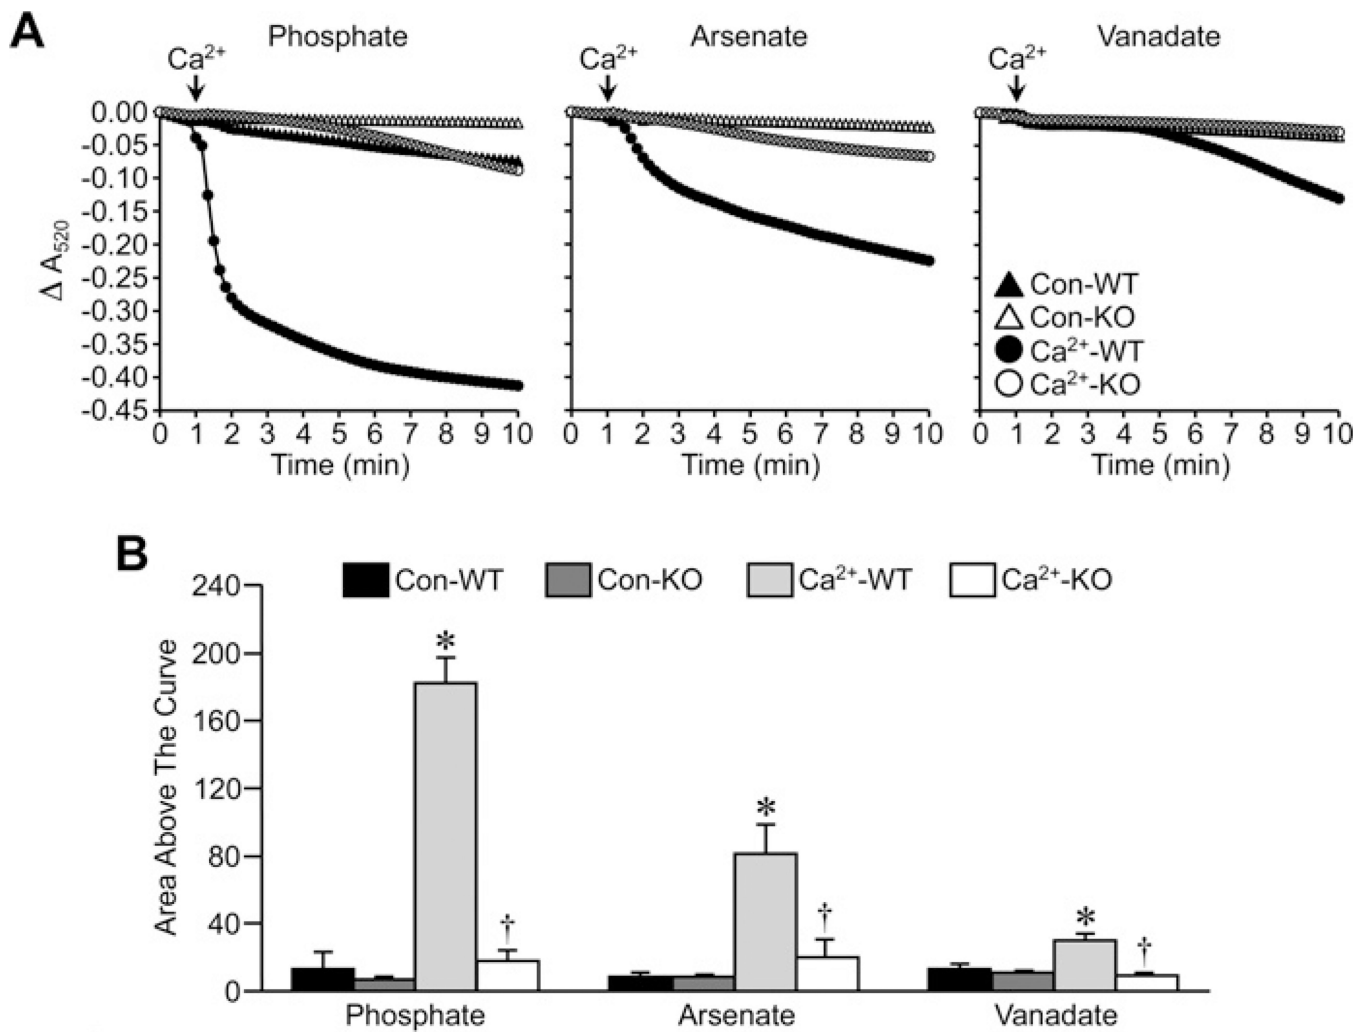 A
Phosphate
Arsenate
Vanadate
Ca²⁺
Ca²⁺
Ca²⁺
Δ A₅₂₀
0.00
-0.05
-0.10
-0.15
-0.20
-0.25
-0.30
-0.35
-0.40
-0.45
Con-WT
Con-KO
Ca²⁺-WT
Ca²⁺-KO
0 1 2 3 4 5 6 7 8 9 10
0 1 2 3 4 5 6 7 8 9 10
0 1 2 3 4 5 6 7 8 9 10
Time (min)
Time (min)
Time (min)
B
Con-WT
Con-KO
Ca²⁺-WT
Ca²⁺-KO
Area Above The Curve
240
200
160
120
80
40
0
*
†
*
†
*
†
Phosphate
Arsenate
Vanadate